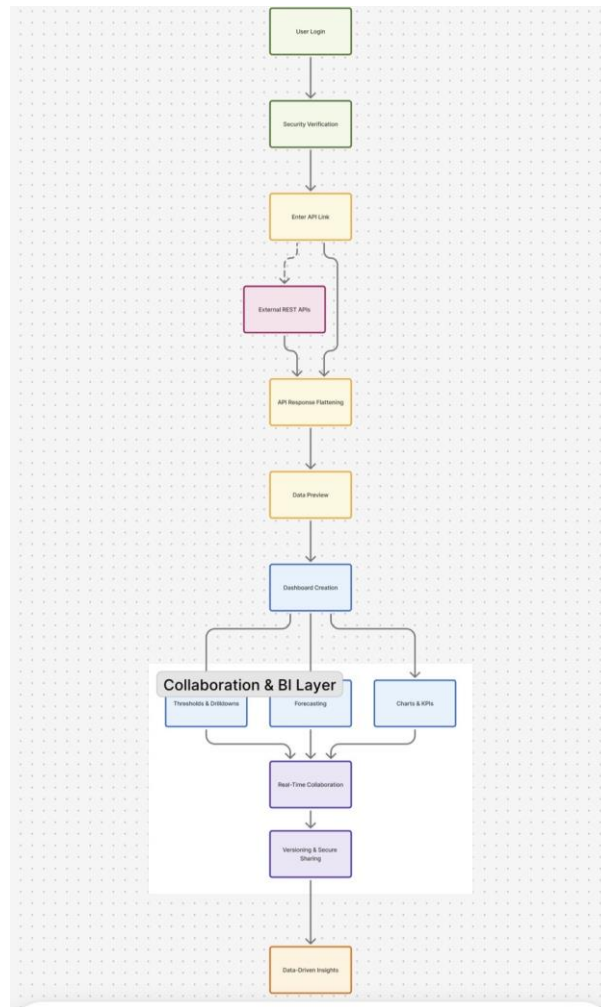 User Login
Security Verification
Enter API Link
External REST APIs
API Response Flattening
Data Preview
Dashboard Creation
Collaboration & BI Layer
Thresholds & Drilldowns
Forecasting
Charts & KPIs
Real-Time Collaboration
Versioning & Secure
Sharing
Data-Driven Insights